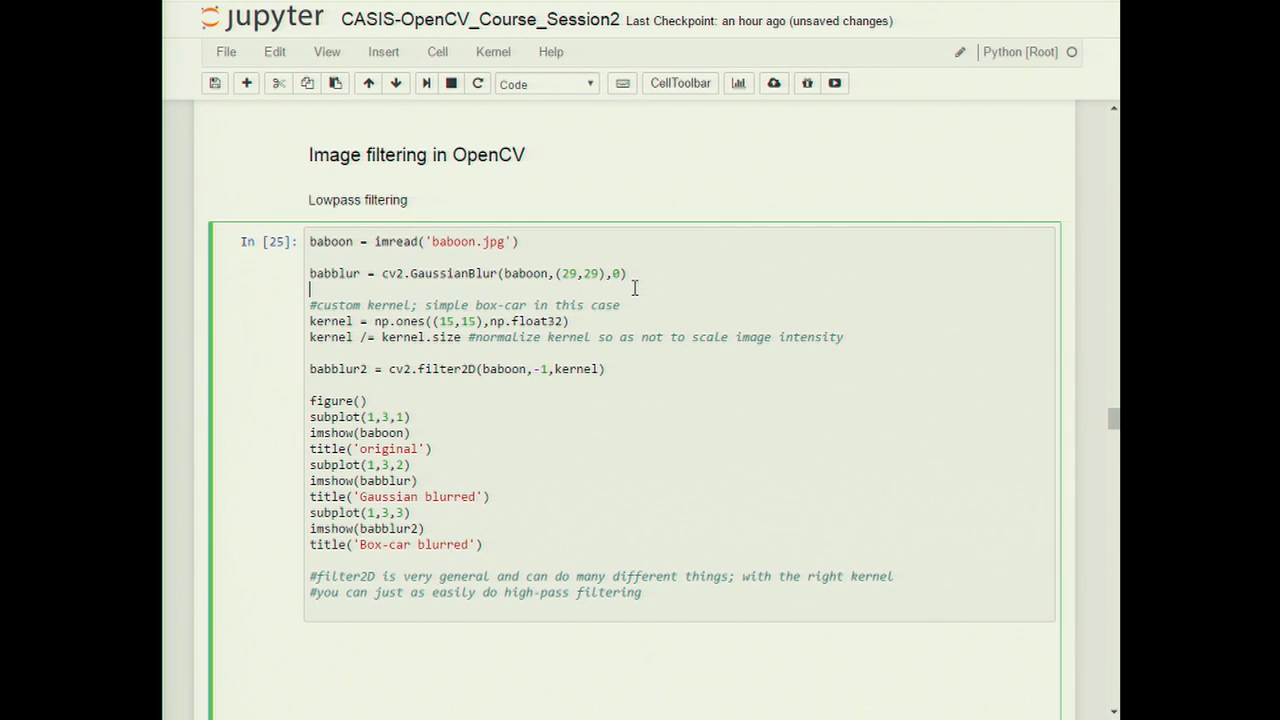 jupyter CASIS-OpenCV_Course_Session2 Last Checkpoint: an hour ago (unsaved changes)
File Edit View Insert Cell Kernel Help Python [Root]
Code CellToolbar
Image filtering in OpenCV
Lowpass filtering
In [25]: baboon = imread('baboon.jpg')
babblur = cv2.GaussianBlur(baboon,(29,29),0)
#custom kernel; simple box-car in this case
kernel = np.ones((15,15),np.float32)
kernel /= kernel.size #normalize kernel so as not to scale image intensity
babblur2 = cv2.filter2D(baboon,-1,kernel)
figure()
subplot(1,3,1)
imshow(baboon)
title('original')
subplot(1,3,2)
imshow(babblur)
title('Gaussian blurred')
subplot(1,3,3)
imshow(babblur2)
title('Box-car blurred')
#filter2D is very general and can do many different things; with the right kernel
#you can just as easily do high-pass filtering